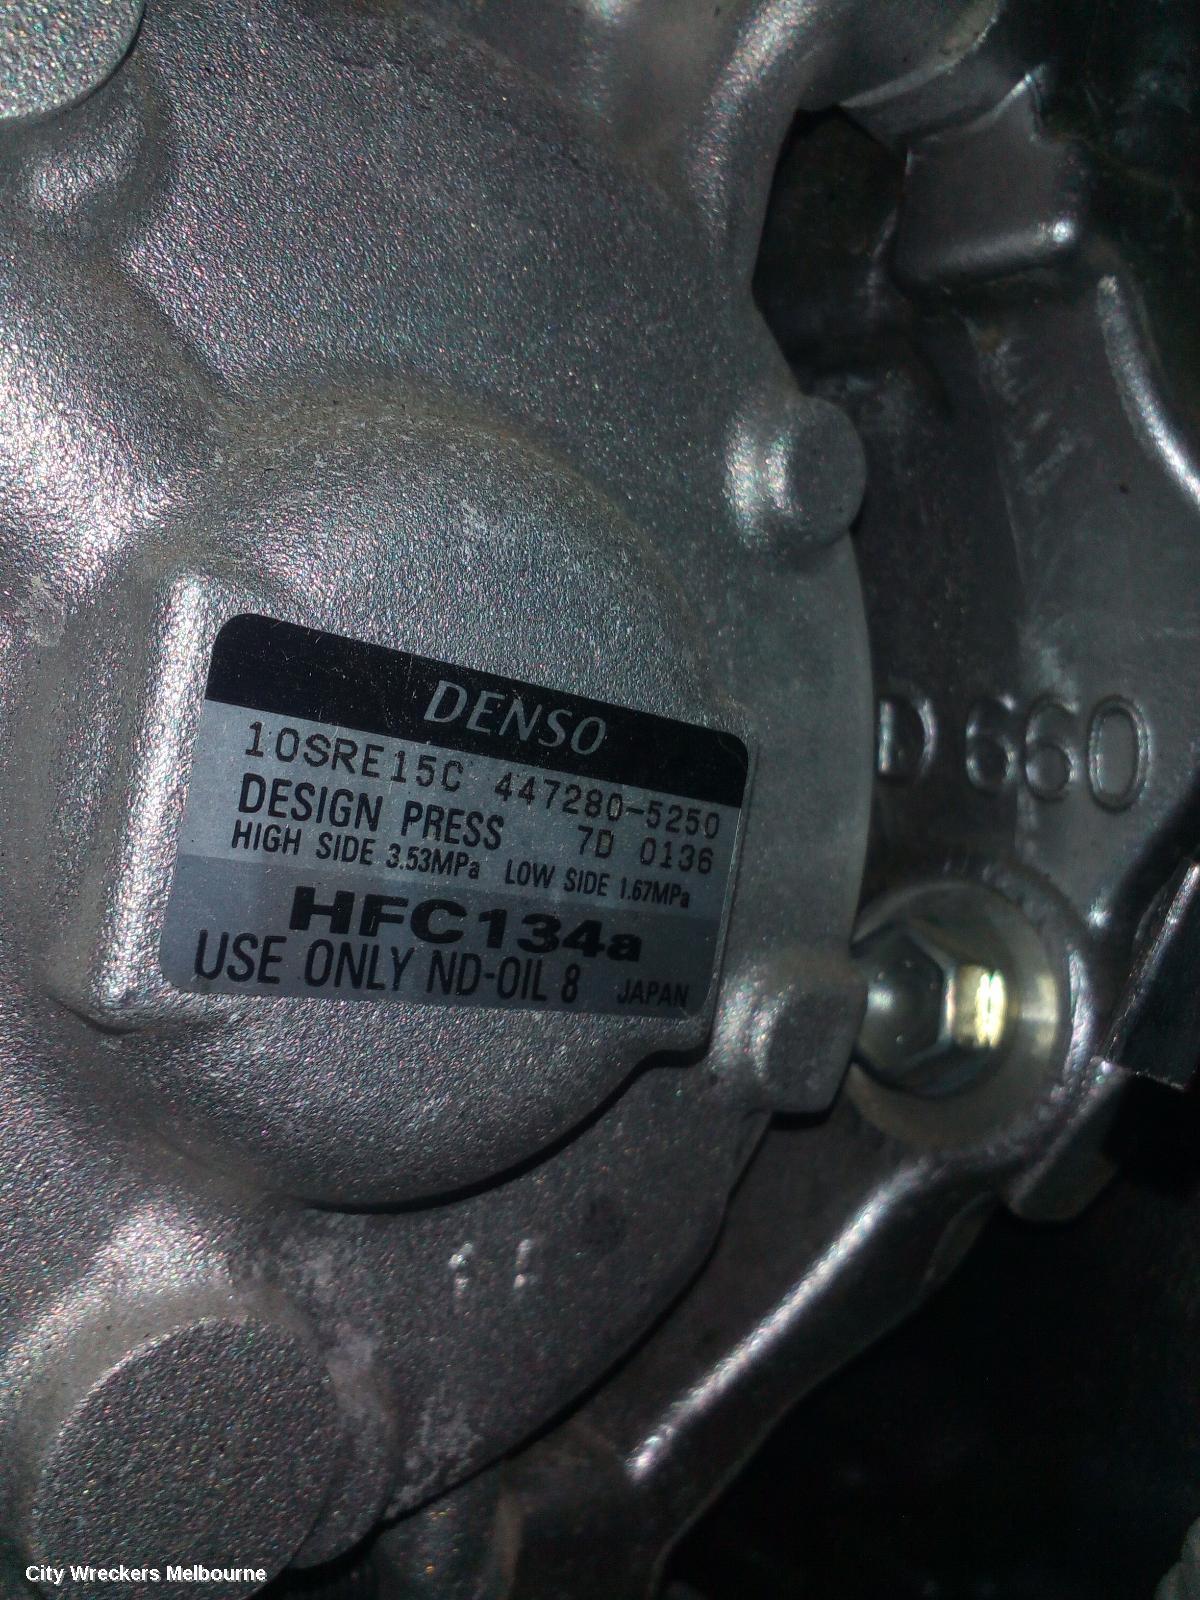 DENSO
10SRE15C 447280-5250
DESIGN PRESS 7D 0136
HIGH SIDE 3.53MPa LOW SIDE 1.67MPa
HFC134a
USE ONLY ND-OIL 8 JAPAN
D660
City Wreckers Melbourne